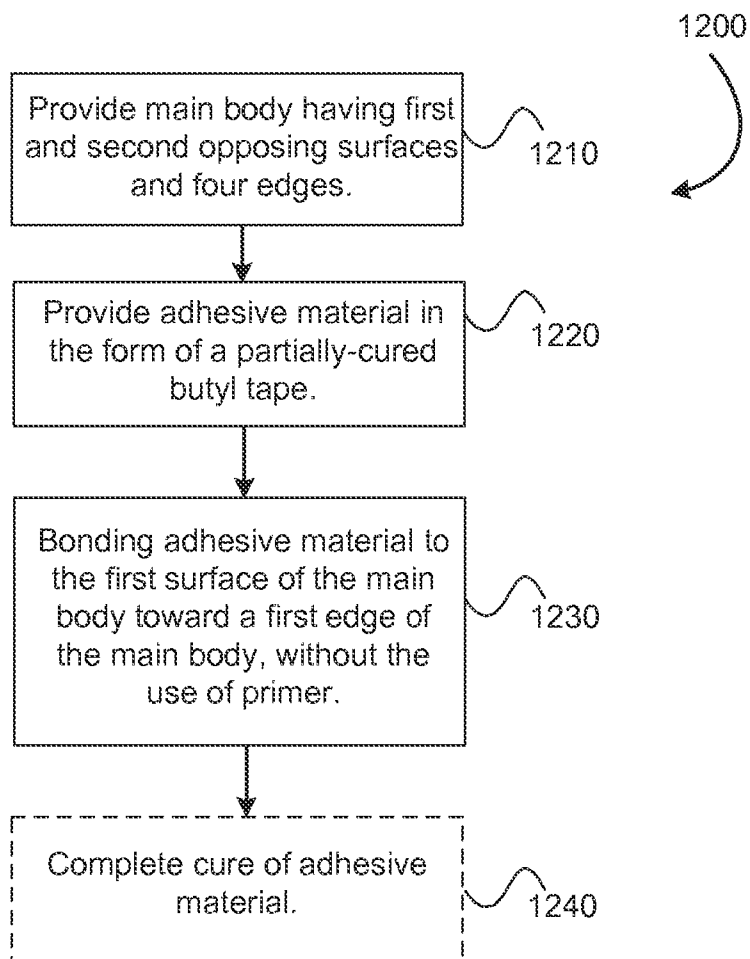 1200
Provide main body having first
and second opposing surfaces
and four edges.
1210
Provide adhesive material in
the form of a partially-cured
butyl tape.
1220
Bonding adhesive material to
the first surface of the main
body toward a first edge of
the main body, without the
use of primer.
1230
Complete cure of adhesive
material.
1240